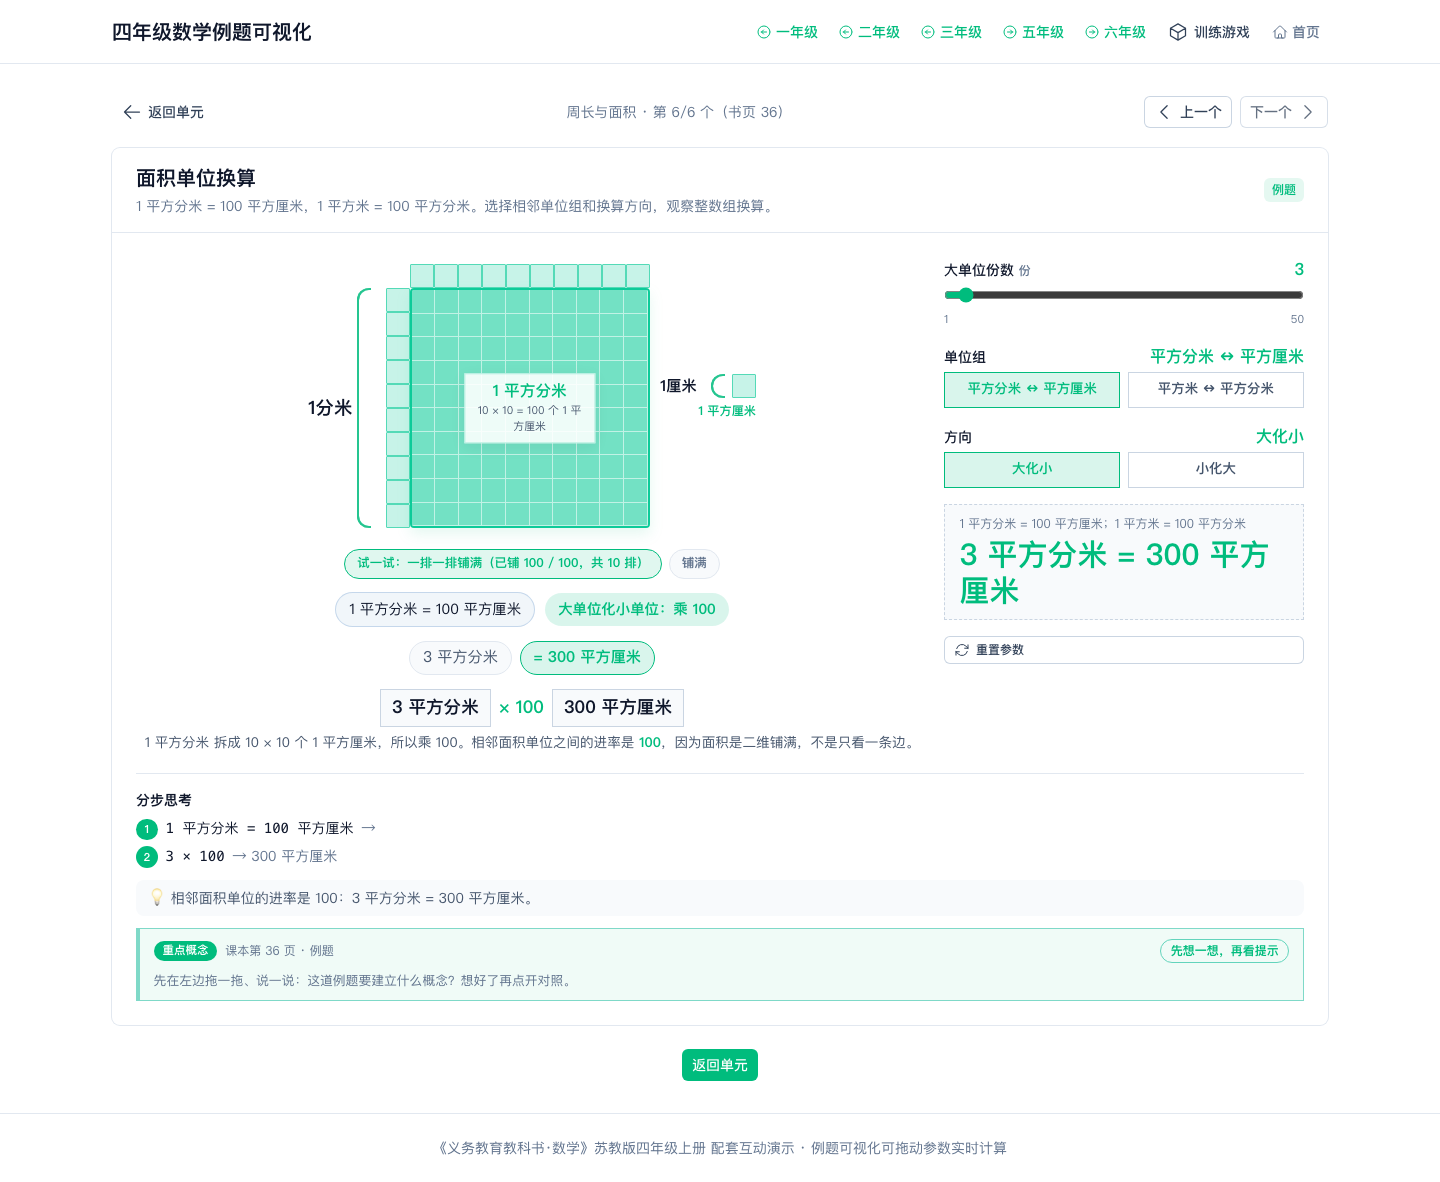 四年级数学例题可视化
一年级 二年级 三年级 五年级 六年级 训练游戏 首页
返回单元
周长与面积 · 第 6/6 个（书页 36）
上一个 下一个
面积单位换算
1 平方分米 = 100 平方厘米，1 平方米 = 100 平方分米。选择相邻单位组和换算方向，观察整数组换算。
例题
1分米
1 平方分米
10 × 10 = 100 个 1 平
方厘米
1厘米
1 平方厘米
试一试：一排一排铺满（已铺 100 / 100，共 10 排） 铺满
1 平方分米 = 100 平方厘米 大单位化小单位：乘 100
3 平方分米 = 300 平方厘米
3 平方分米 × 100 300 平方厘米
1 平方分米 拆成 10 × 10 个 1 平方厘米，所以乘 100。相邻面积单位之间的进率是 100，因为面积是二维铺满，不是只看一条边。
大单位份数 份 3
1 50
单位组 平方分米 ↔ 平方厘米
平方分米 ↔ 平方厘米 平方米 ↔ 平方分米
方向 大化小
大化小 小化大
1 平方分米 = 100 平方厘米；1 平方米 = 100 平方分米
3 平方分米 = 300 平方
厘米
重置参数
分步思考
1 1 平方分米 = 100 平方厘米 →
2 3 × 100 → 300 平方厘米
💡 相邻面积单位的进率是 100：3 平方分米 = 300 平方厘米。
重点概念 课本第 36 页 · 例题 先想一想，再看提示
先在左边拖一拖、说一说：这道例题要建立什么概念？想好了再点开对照。
返回单元
《义务教育教科书·数学》苏教版四年级上册 配套互动演示 · 例题可视化可拖动参数实时计算